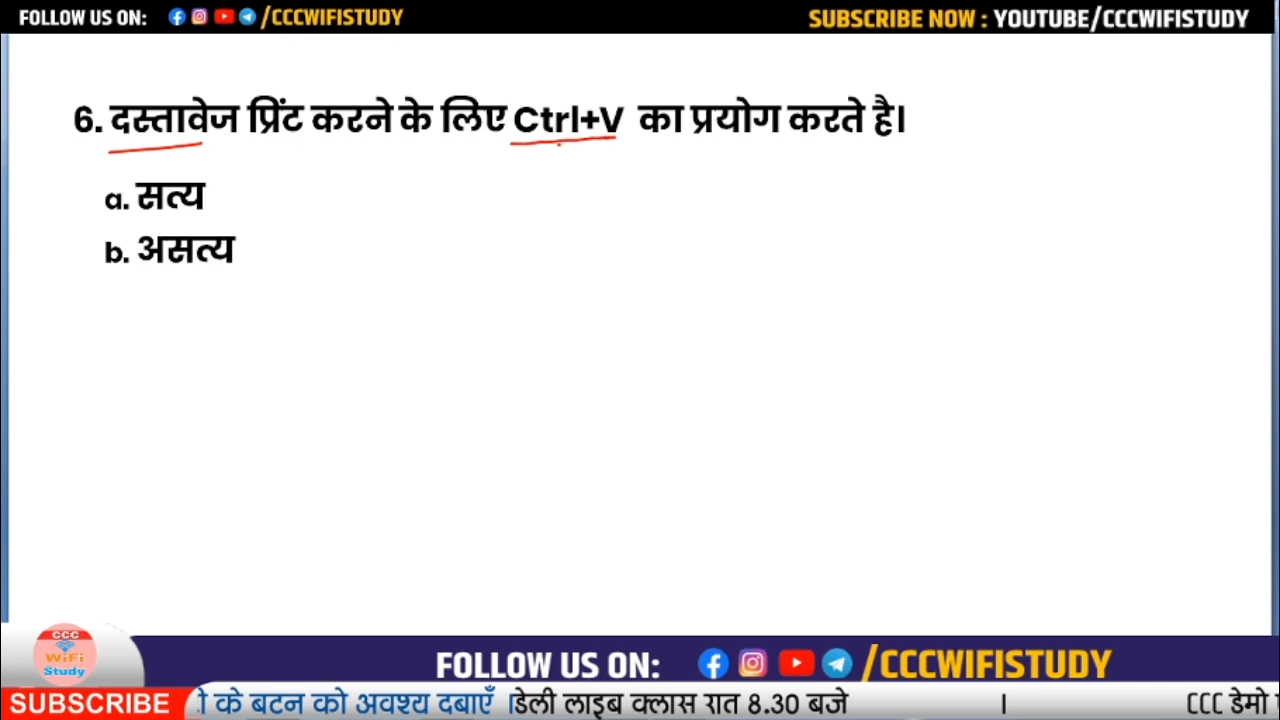 FOLLOW US ON: /CCCWIFISTUDY
SUBSCRIBE NOW : YOUTUBE/CCCWIFISTUDY
6. दस्तावेज प्रिंट करने के लिए Ctrl+V का प्रयोग करते है।
a. सत्य
b. असत्य
CCC
WiFi
Study
FOLLOW US ON: /CCCWIFISTUDY
SUBSCRIBE के बटन को अवश्य दबाएँ । डेली लाइब क्लास रात 8.30 बजे । CCC डेमो